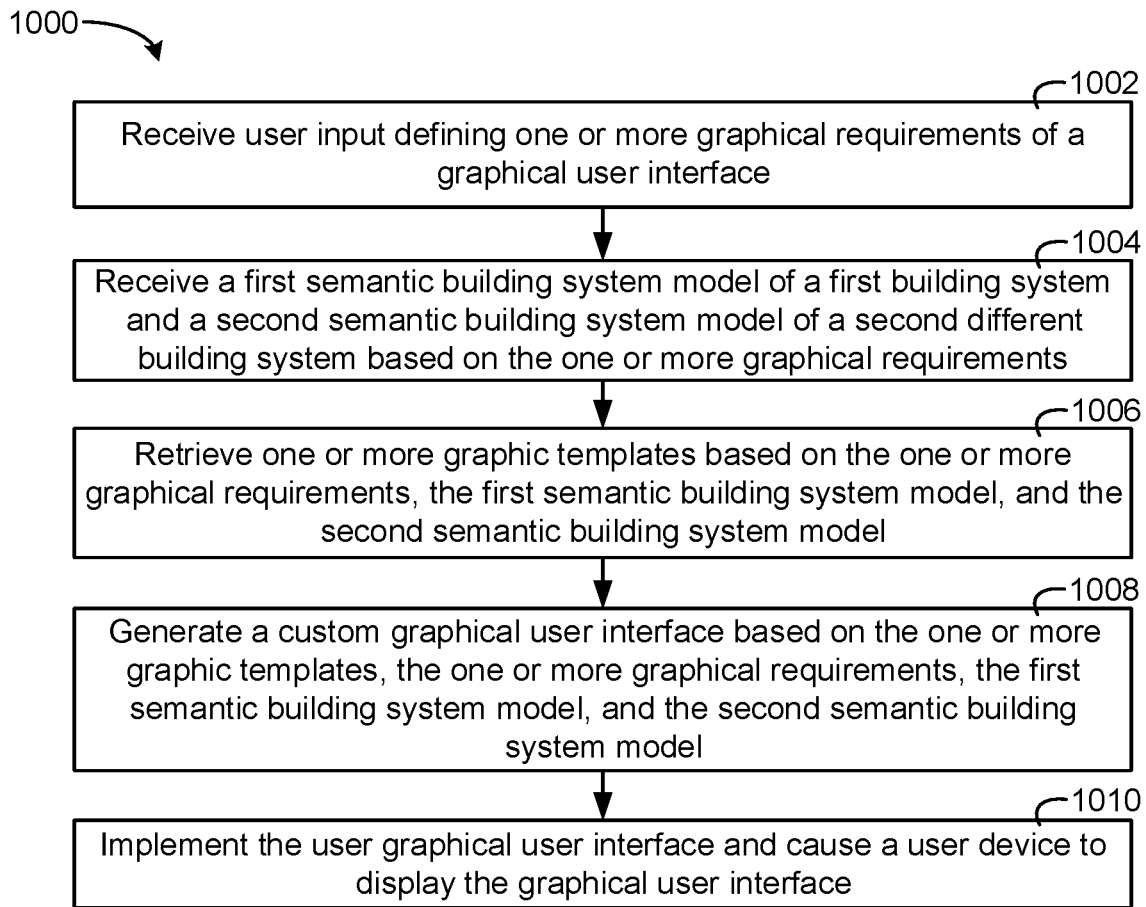 1000
1002
Receive user input defining one or more graphical requirements of a
graphical user interface
1004
Receive a first semantic building system model of a first building system
and a second semantic building system model of a second different
building system based on the one or more graphical requirements
1006
Retrieve one or more graphic templates based on the one or more
graphical requirements, the first semantic building system model, and the
second semantic building system model
1008
Generate a custom graphical user interface based on the one or more
graphic templates, the one or more graphical requirements, the first
semantic building system model, and the second semantic building
system model
1010
Implement the user graphical user interface and cause a user device to
display the graphical user interface